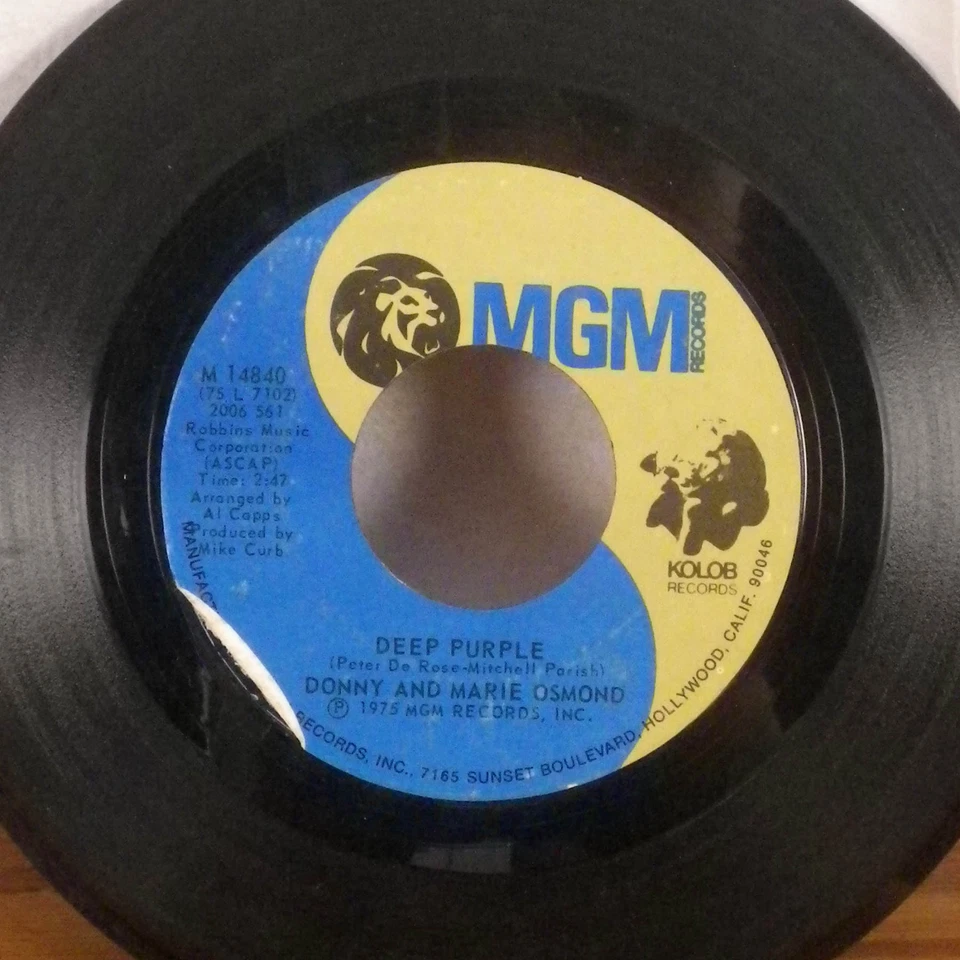 MGM
RECORDS
M 14840
(75 L 7102)
2006 561
Robbins Music
Corporation
(ASCAP)
Time: 2:47
Arranged by
Al Capps
Produced by
Mike Curb
KOLOB
RECORDS
DEEP PURPLE
(Peter De Rose-Mitchell Parish)
DONNY AND MARIE OSMOND
Ⓟ 1975 MGM RECORDS, INC.
MANUFACT RECORDS, INC., 7165 SUNSET BOULEVARD, HOLLYWOOD, CALIF. 90046